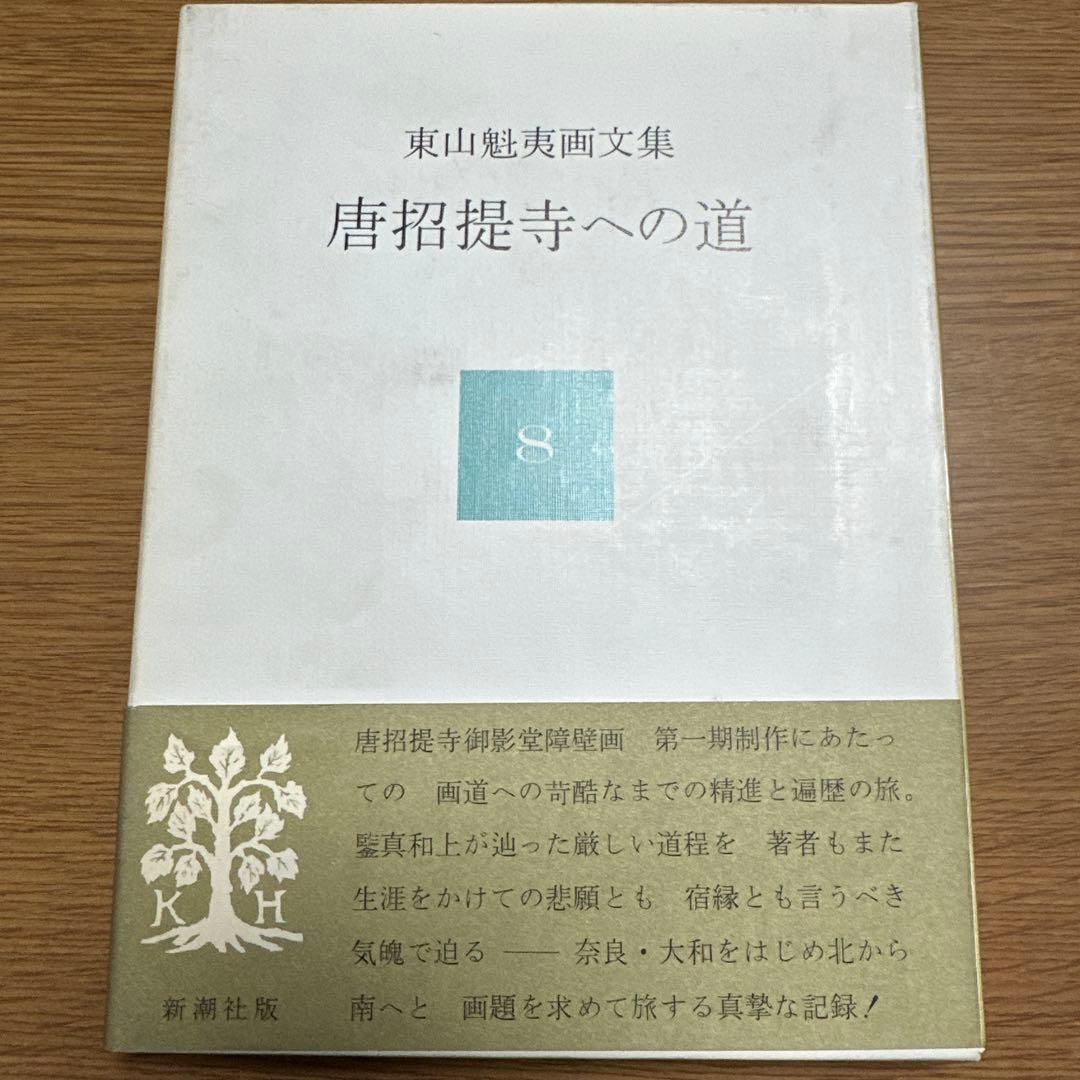 東山魁夷画文集
唐招提寺への道
8
唐招提寺御影堂障壁画　第一期制作にあたっ
ての　画道への苛酷なまでの精進と遍歴の旅。
鑒真和上が辿った厳しい道程を　著者もまた
生涯をかけての悲願とも　宿縁とも言うべき
気魄で迫る ── 奈良・大和をはじめ北から
南へと　画題を求めて旅する真摯な記録！
K H
新潮社版